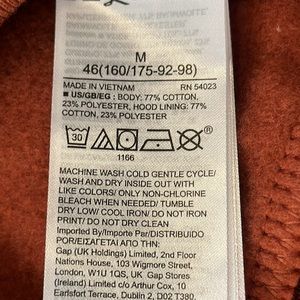 M
46(160/175-92-98)
MADE IN VIETNAM RN 54023
■ US/GB/EG : BODY: 77% COTTON,
23% POLYESTER, HOOD LINING: 77%
COTTON, 23% POLYESTER
30
1166
MACHINE WASH COLD GENTLE CYCLE/
WASH AND DRY INSIDE OUT WITH
LIKE COLORS/ ONLY NON-CHLORINE
BLEACH WHEN NEEDED/ TUMBLE
DRY LOW/ COOL IRON/ DO NOT IRON
PRINT/ DO NOT DRY CLEAN
Imported By/Importe Par/DISTRIBUIDO
POR/ΕΙΣΑΓΕΤΑΙ ΑΠΟ ΤΗΝ:
Gap (UK Holdings) Limited, 2nd Floor
Nations House, 103 Wigmore Street,
London, W1U 1QS, UK Gap Stores
(Ireland) Limited c/o Arthur Cox, 10
Earlsfort Terrace, Dublin 2, D02 T380,